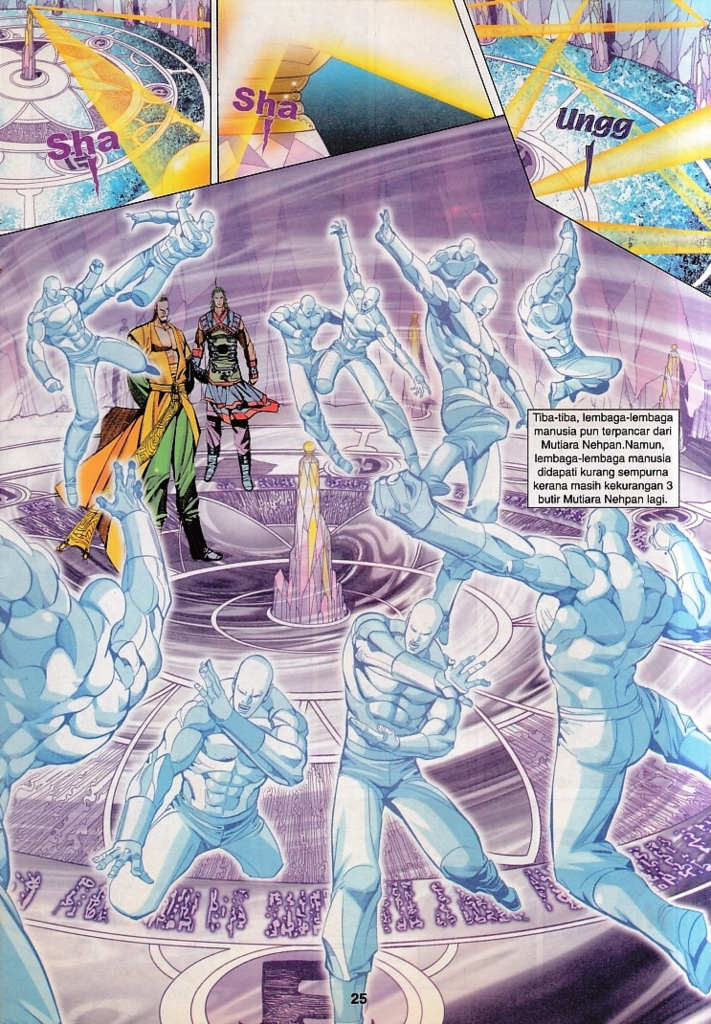 Sha
Sha
Ungg
Tiba-tiba, lembaga-lembaga
manusia pun terpancar dari
Mutiara Nehpan.Namun,
lembaga-lembaga manusia
didapati kurang sempurna
kerana masih kekurangan 3
butir Mutiara Nehpan lagi.
25